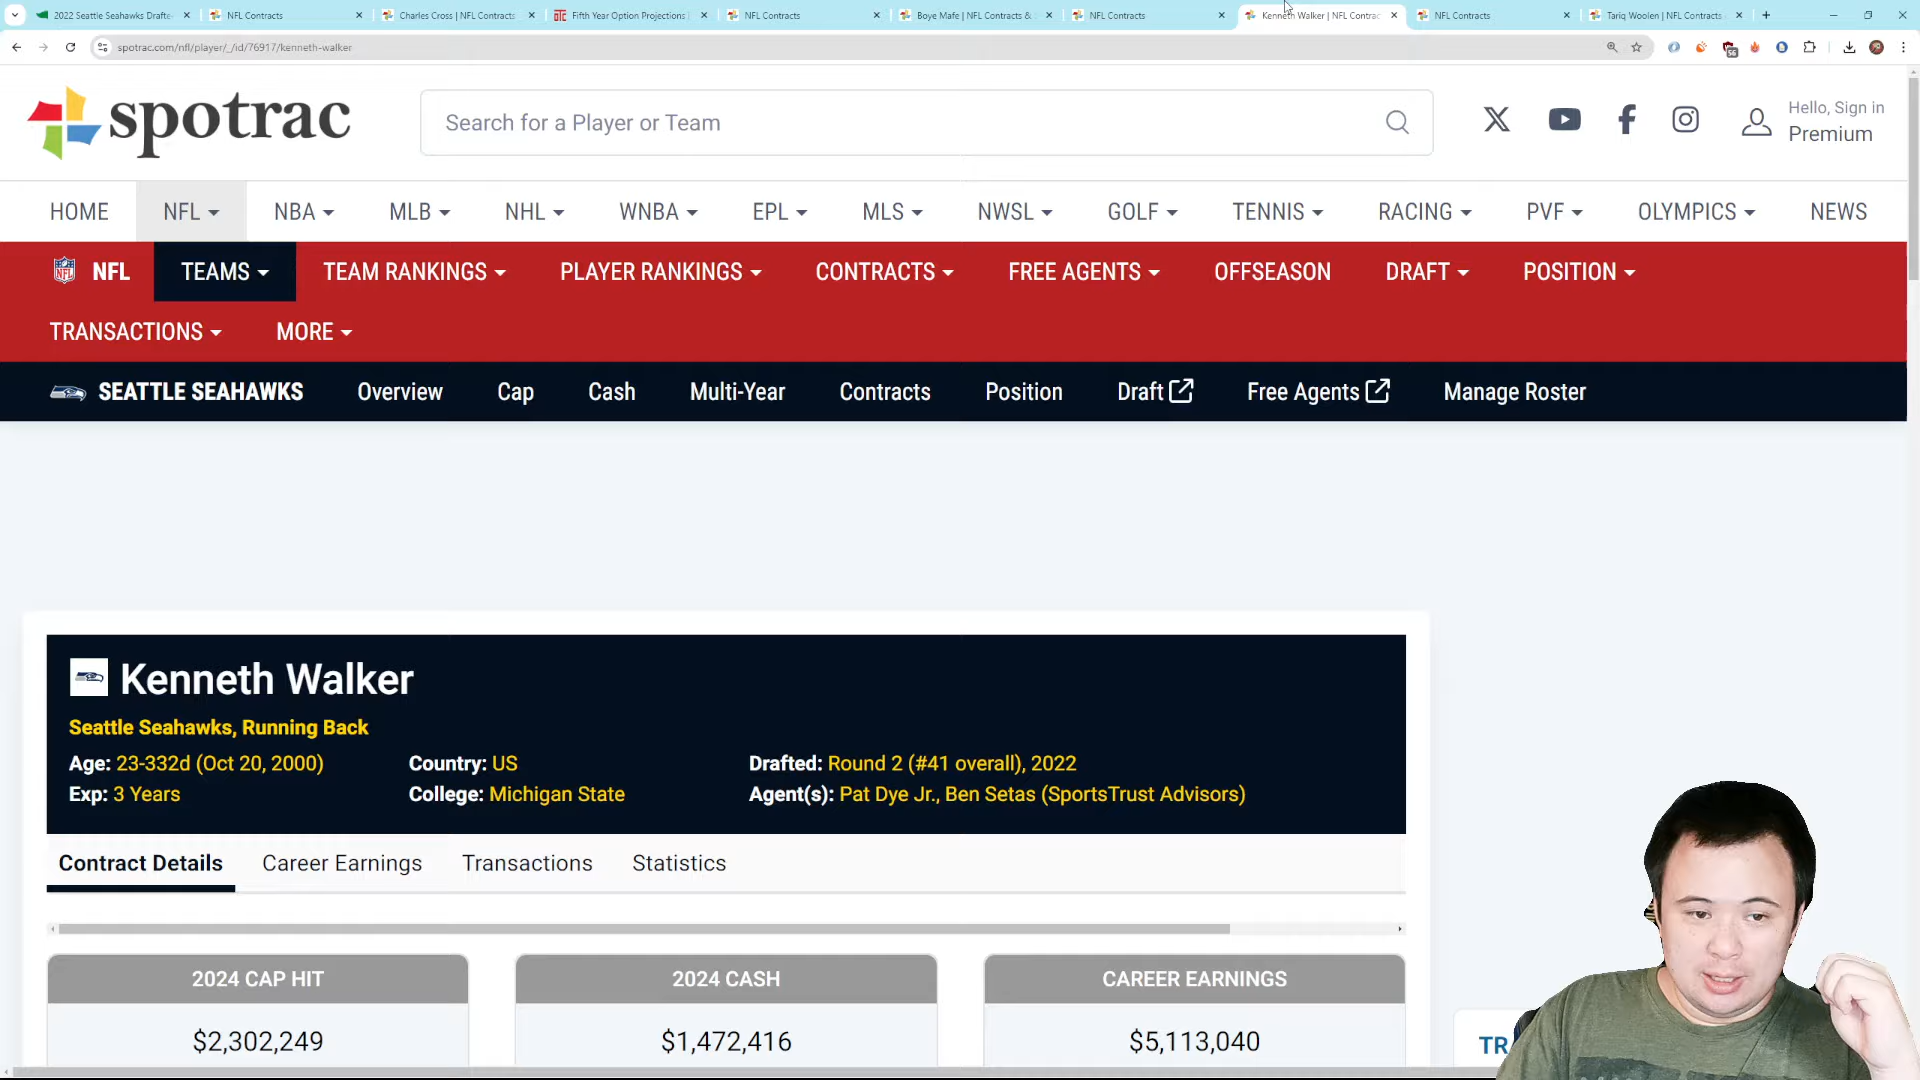 2022 Seattle Seahawks Drafte
NFL Contracts
Charles Cross | NFL Contracts
Fifth Year Option Projections |
NFL Contracts
Boye Mafe | NFL Contracts &
NFL Contracts
Kenneth Walker | NFL Contrac
NFL Contracts
Tariq Woolen | NFL Contracts
spotrac.com/nfl/player/_/id/76917/kenneth-walker
56
spotrac
Search for a Player or Team
Hello, Sign in
Premium
HOME NFL NBA MLB NHL WNBA EPL MLS NWSL GOLF TENNIS RACING PVF OLYMPICS NEWS
NFL TEAMS TEAM RANKINGS PLAYER RANKINGS CONTRACTS FREE AGENTS OFFSEASON DRAFT POSITION
TRANSACTIONS MORE
SEATTLE SEAHAWKS Overview Cap Cash Multi-Year Contracts Position Draft Free Agents Manage Roster
Kenneth Walker
Seattle Seahawks, Running Back
Age: 23-332d (Oct 20, 2000) Country: US Drafted: Round 2 (#41 overall), 2022
Exp: 3 Years College: Michigan State Agent(s): Pat Dye Jr., Ben Setas (SportsTrust Advisors)
Contract Details Career Earnings Transactions Statistics
2024 CAP HIT 2024 CASH CAREER EARNINGS
$2,302,249 $1,472,416 $5,113,040
TR